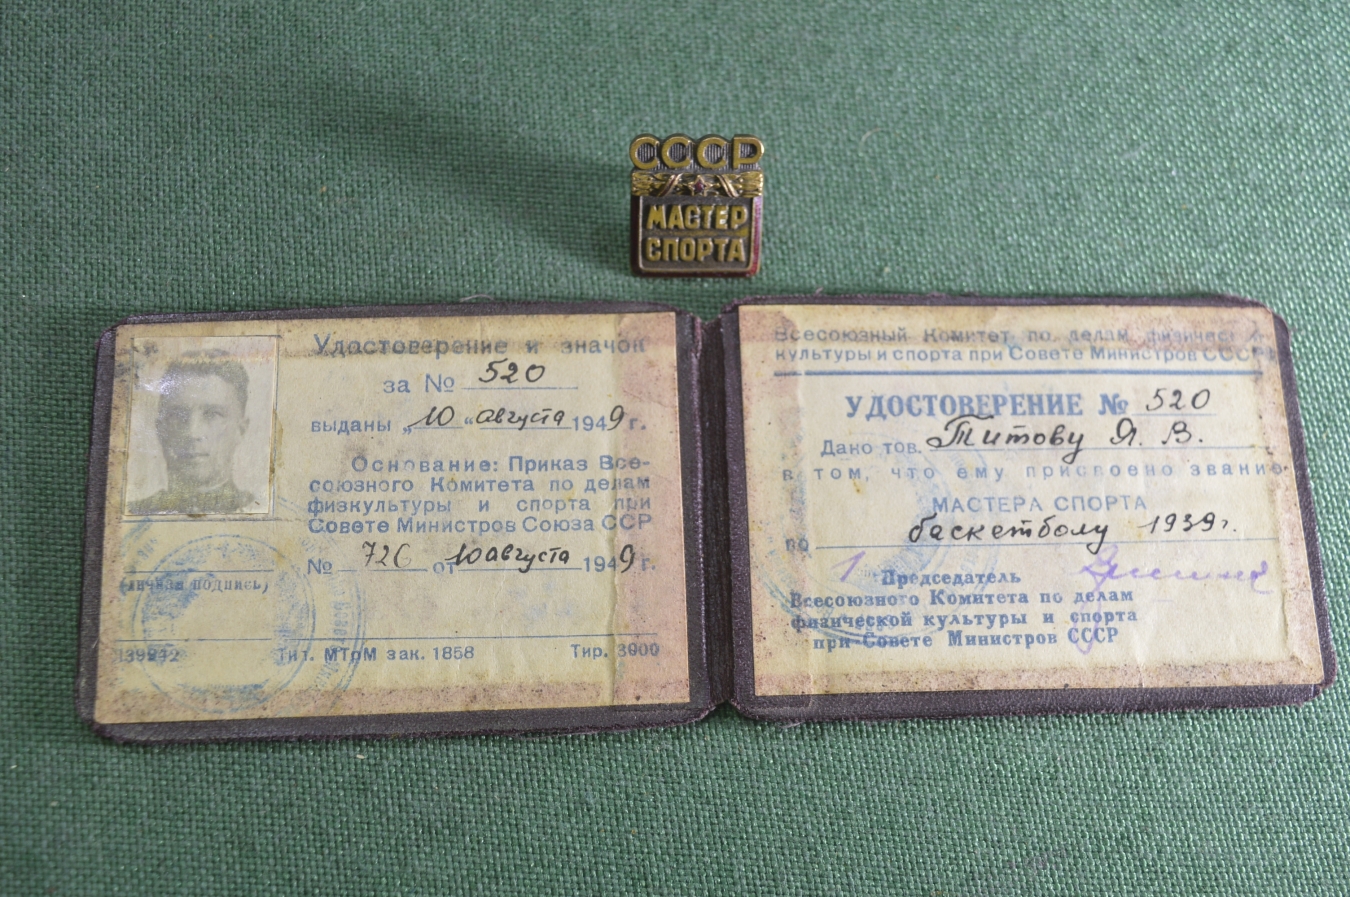 СССР
МАСТЕР
СПОРТА
Удостоверение и значок
за № 520
выданы „10“ августа 1949 г.
Основание: Приказ Все-
союзного Комитета по делам
физкультуры и спорта при
Совете Министров Союза ССР
№ 726 от 10 августа 1949 г.
(личная подпись)
Тип. МТрМ зак. 1858 Тир. 3000
Всесоюзный Комитет по делам физичес
культуры и спорта при Совете Министров СССР
УДОСТОВЕРЕНИЕ № 520
Дано тов. Титову Я. В.
в том, что ему присвоено звание
МАСТЕРА СПОРТА
по баскетболу 1939г.
Председатель
Всесоюзного Комитета по делам
физической культуры и спорта
при Совете Министров СССР